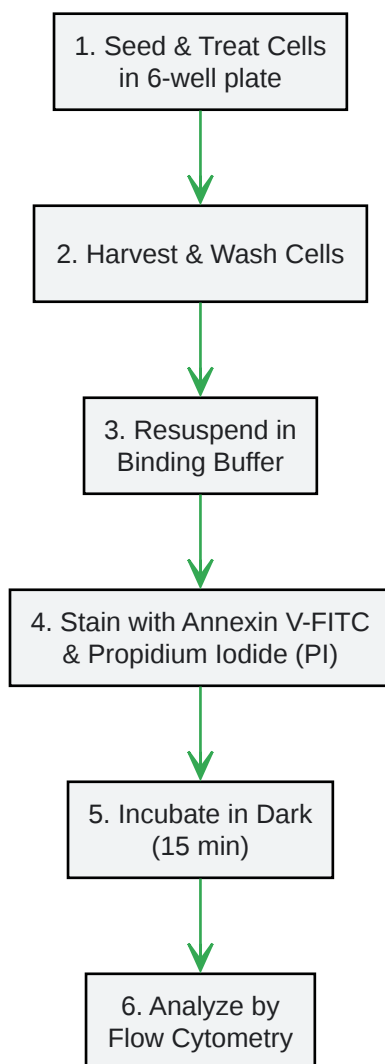 1. Seed & Treat Cells
in 6-well plate
2. Harvest & Wash Cells
3. Resuspend in
Binding Buffer
4. Stain with Annexin V-FITC
& Propidium Iodide (PI)
5. Incubate in Dark
(15 min)
6. Analyze by
Flow Cytometry